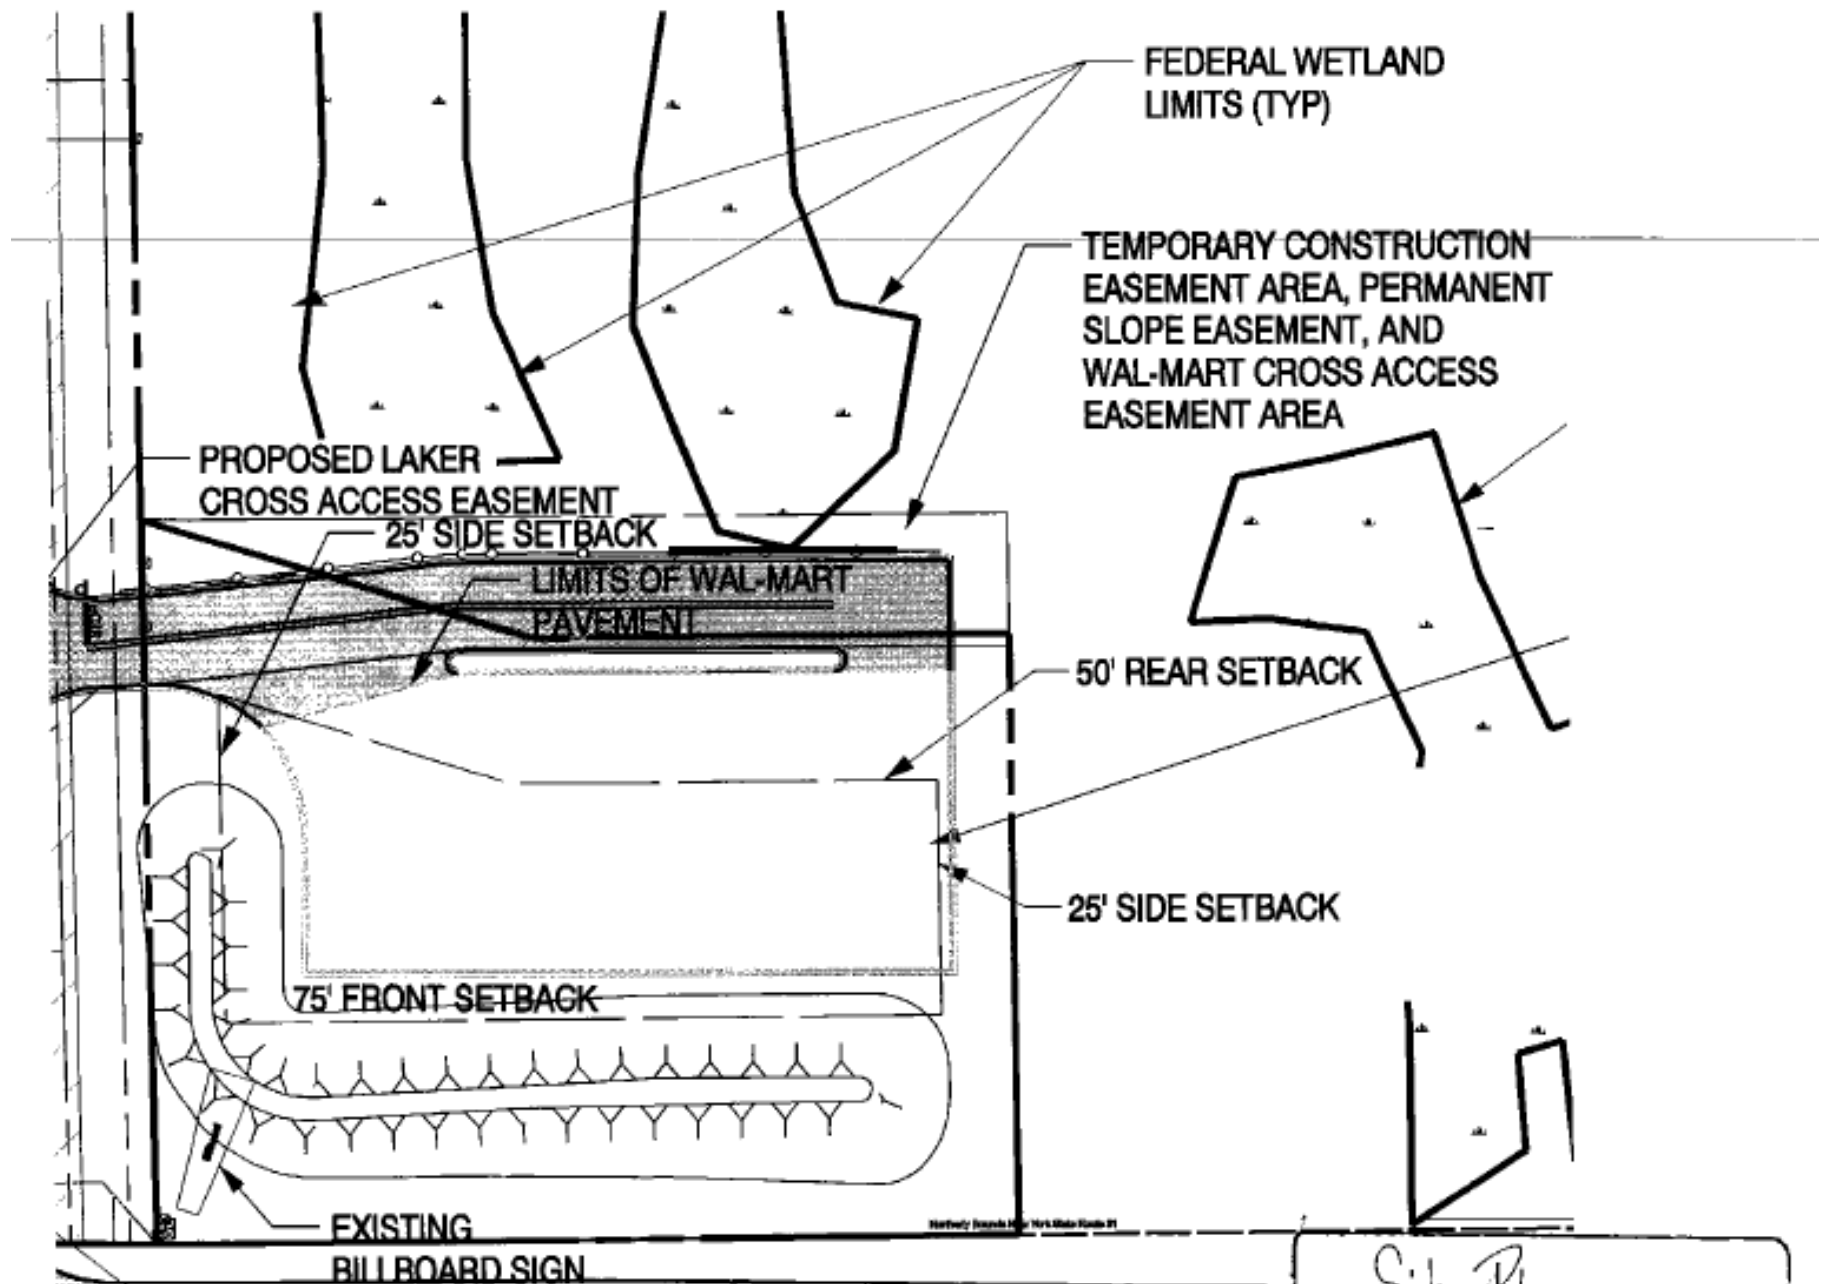 FEDERAL WETLAND
LIMITS (TYP)
TEMPORARY CONSTRUCTION
EASEMENT AREA, PERMANENT
SLOPE EASEMENT, AND
WAL-MART CROSS ACCESS
EASEMENT AREA
PROPOSED LAKER
CROSS ACCESS EASEMENT
25' SIDE SETBACK
LIMITS OF WAL-MART
PAVEMENT
50' REAR SETBACK
25' SIDE SETBACK
75' FRONT SETBACK
EXISTING
BILLBOARD SIGN